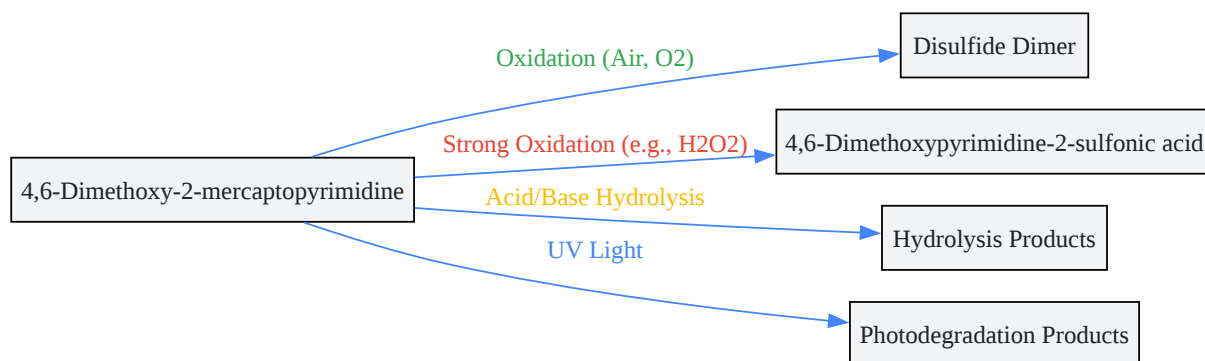 Disulfide Dimer
Oxidation (Air, O2)
4,6-Dimethoxypyrimidine-2-sulfonic acid
Strong Oxidation (e.g., H2O2)
4,6-Dimethoxy-2-mercaptopyrimidine
Acid/Base Hydrolysis
Hydrolysis Products
UV Light
Photodegradation Products